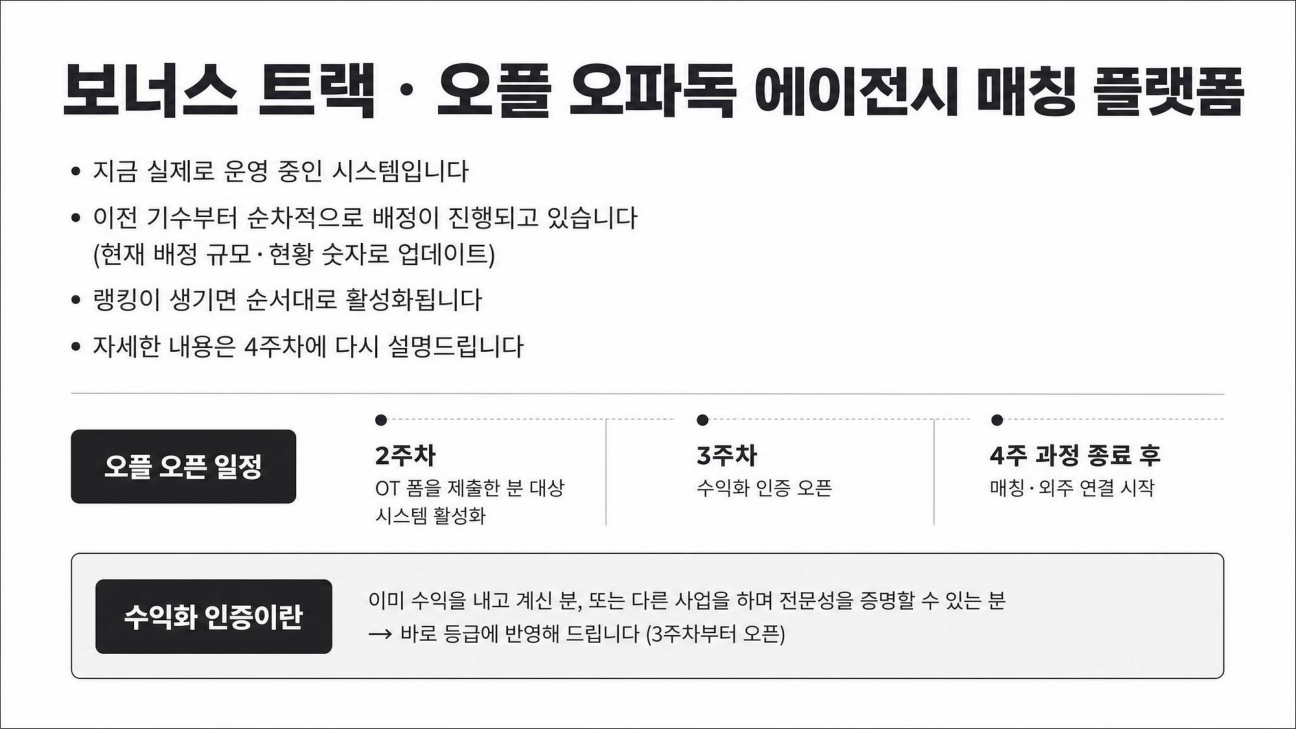 보너스 트랙 · 오플 오파독 에이전시 매칭 플랫폼
• 지금 실제로 운영 중인 시스템입니다
• 이전 기수부터 순차적으로 배정이 진행되고 있습니다
(현재 배정 규모·현황 숫자로 업데이트)
• 랭킹이 생기면 순서대로 활성화됩니다
• 자세한 내용은 4주차에 다시 설명드립니다
오플 오픈 일정
2주차
OT 폼을 제출한 분 대상
시스템 활성화
3주차
수익화 인증 오픈
4주 과정 종료 후
매칭·외주 연결 시작
수익화 인증이란
이미 수익을 내고 계신 분, 또는 다른 사업을 하며 전문성을 증명할 수 있는 분
→ 바로 등급에 반영해 드립니다 (3주차부터 오픈)